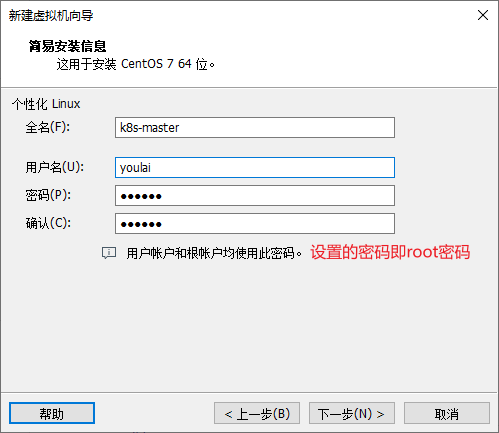 新建虚拟机向导
简易安装信息
这用于安装 CentOS 7 64 位。
个性化 Linux
全名(F): k8s-master
用户名(U): youlai
密码(P): ●●●●●●
确认(C): ●●●●●●
用户帐户和根帐户均使用此密码。 设置的密码即root密码
帮助 < 上一步(B) 下一步(N) > 取消